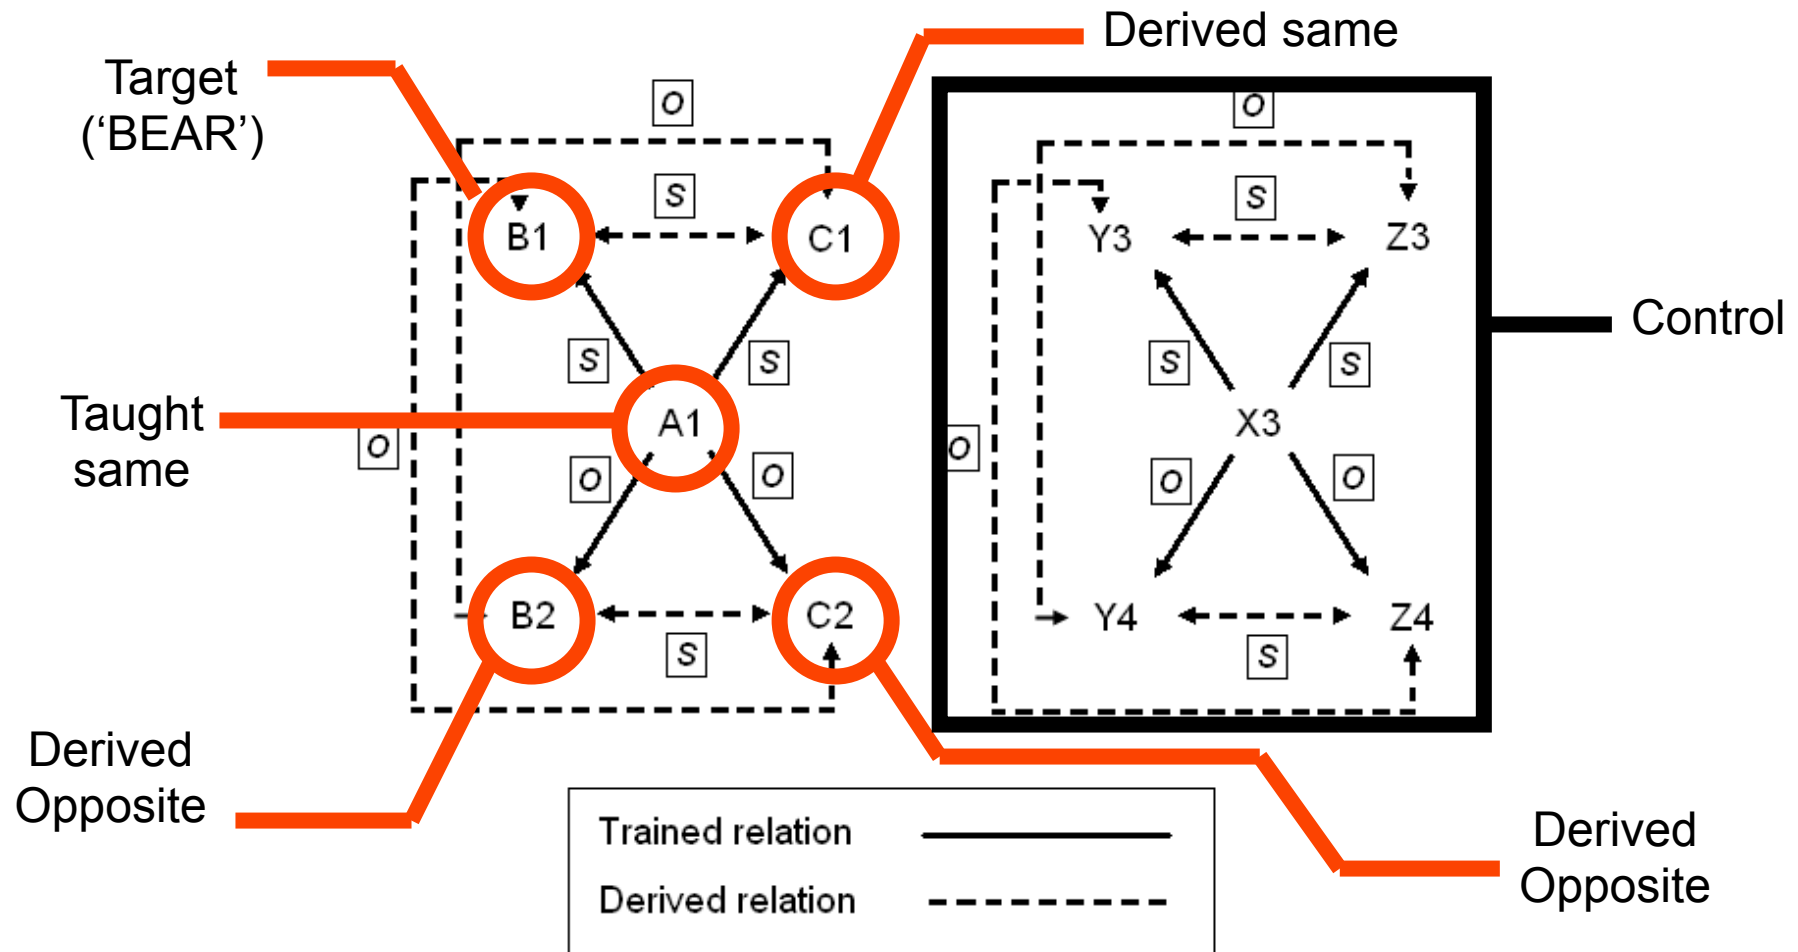 Derived same
Target
(‘BEAR’)
O
O
S
S
B1
C1
Y3
Z3
Control
S
S
S
S
Taught
same
A1
X3
O
O
O
O
O
O
B2
C2
Y4
Z4
S
S
Derived
Opposite
Trained relation
Derived relation
Derived
Opposite